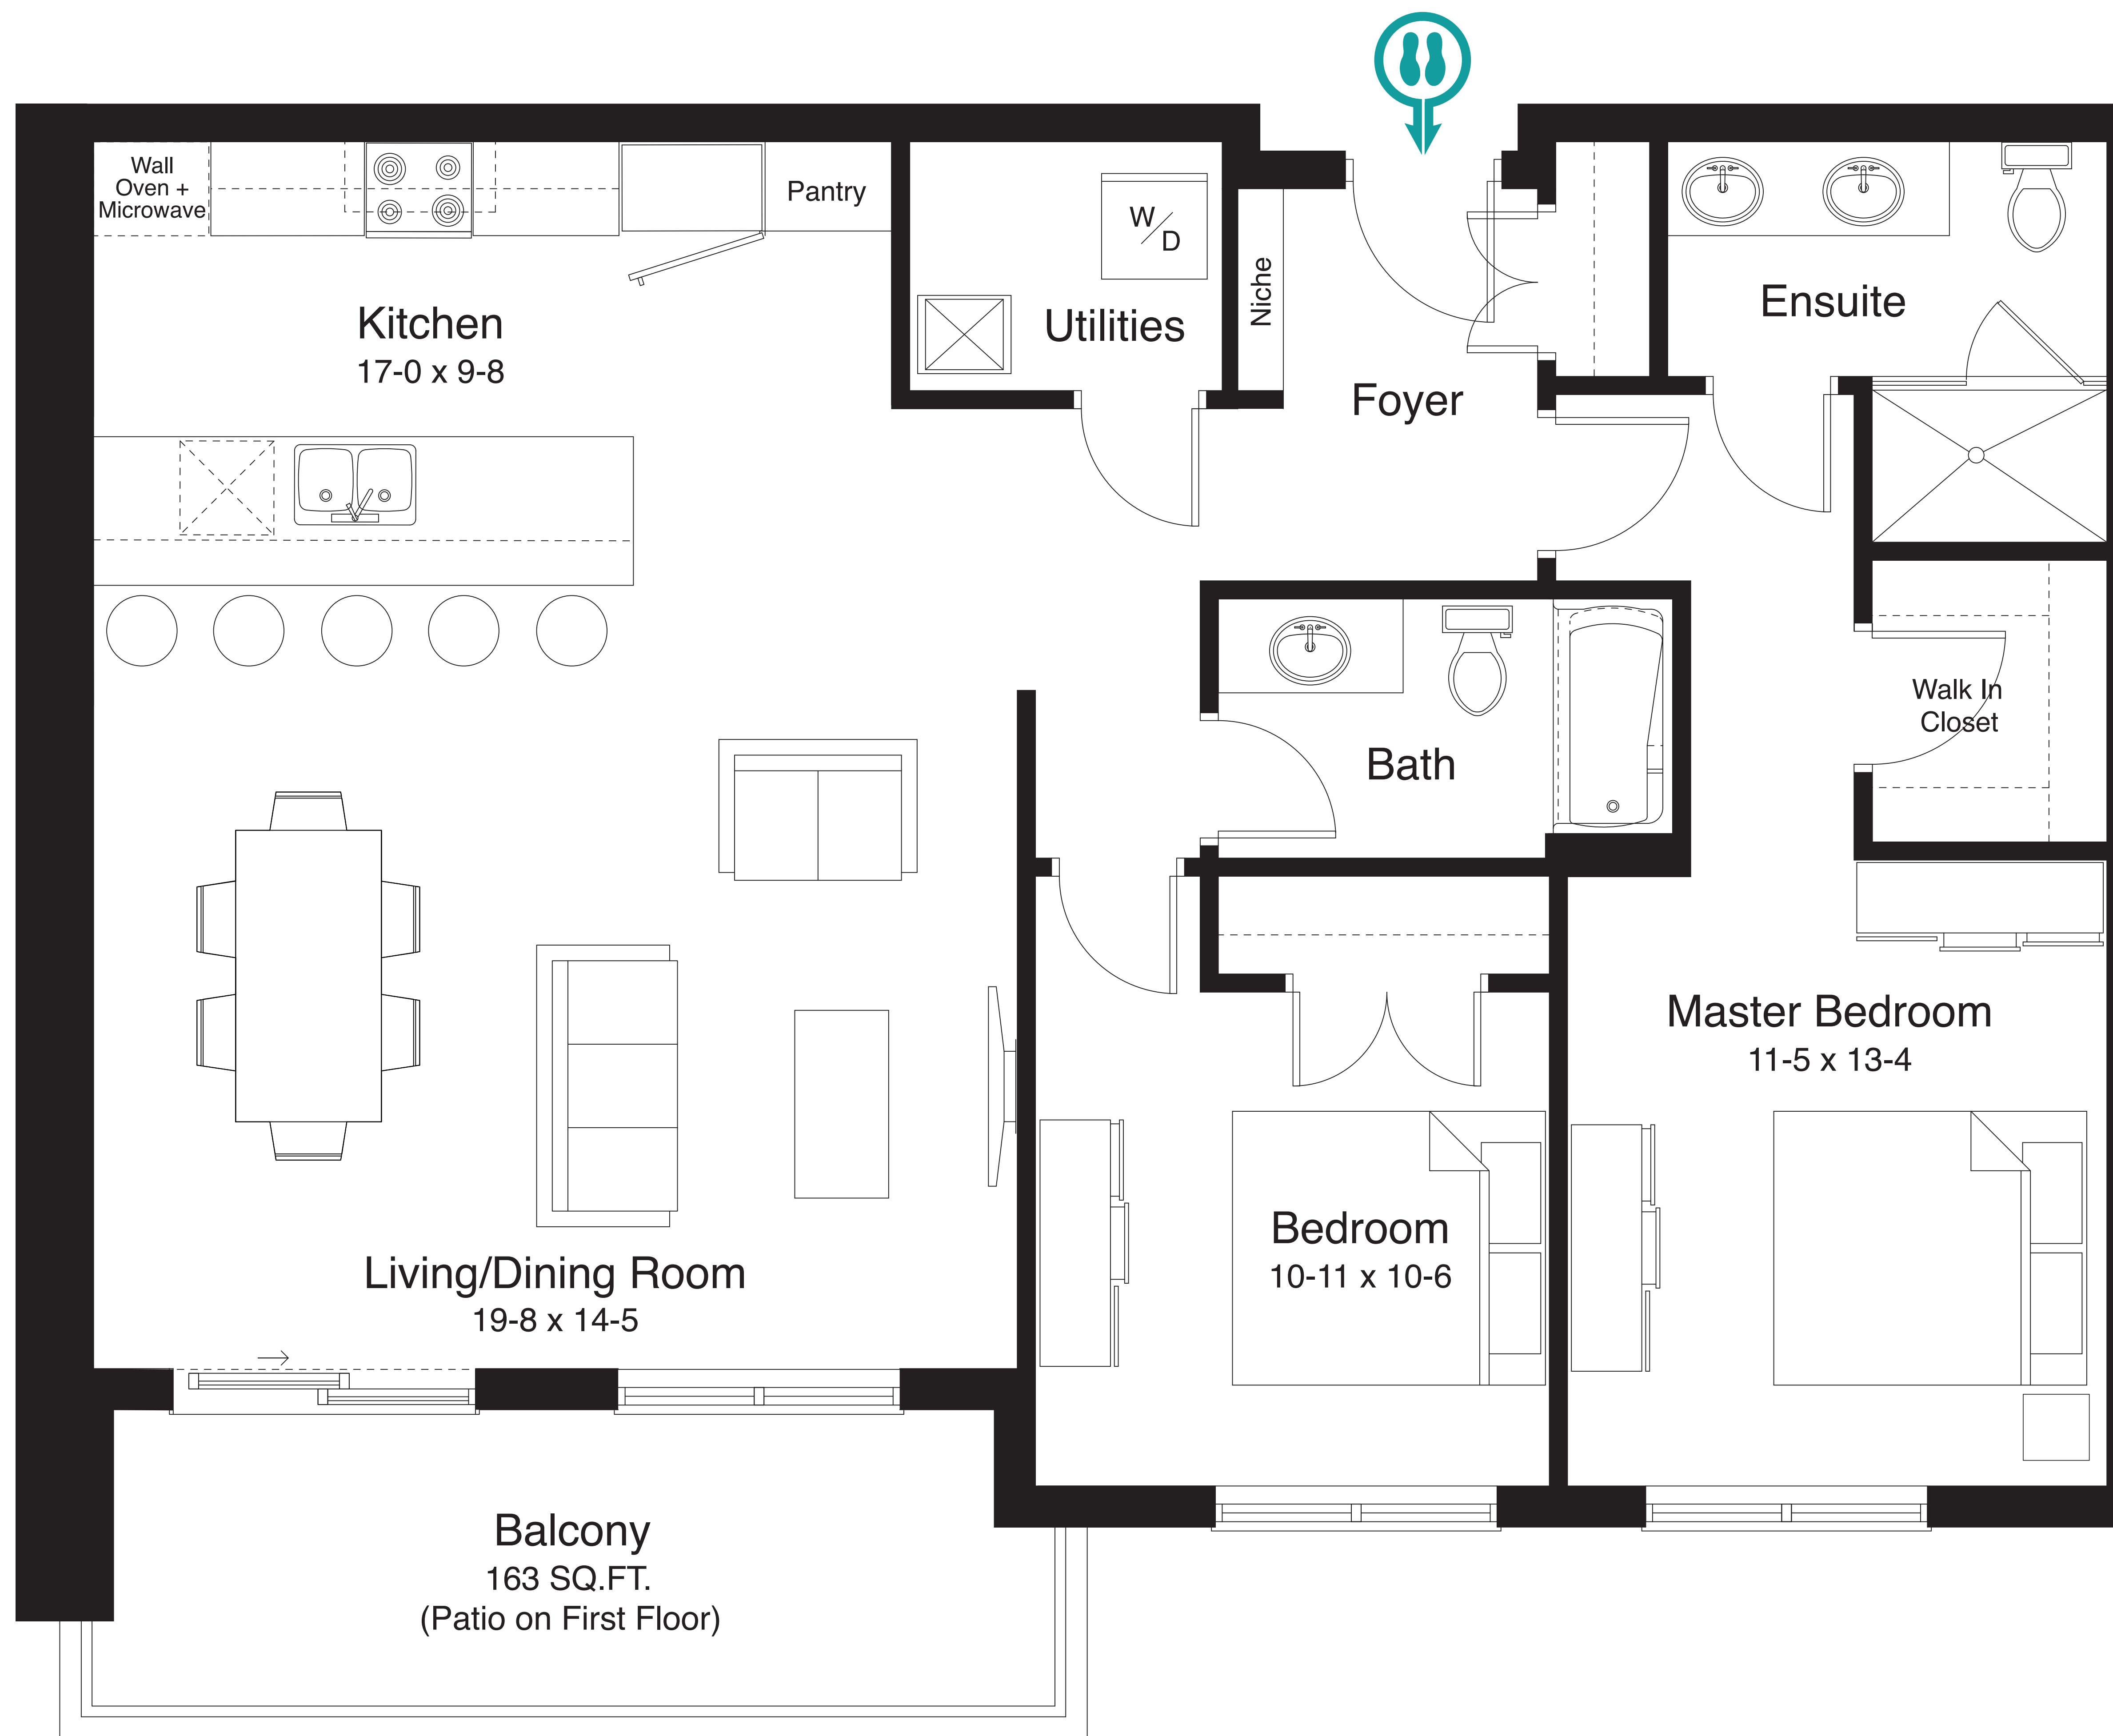 Wall
Oven +
Microwave
Pantry
W/D
Niche
Kitchen
17-0 x 9-8
Utilities
Foyer
Ensuite
Walk In
Closet
Bath
Master Bedroom
11-5 x 13-4
Bedroom
10-11 x 10-6
Living/Dining Room
19-8 x 14-5
Balcony
163 SQ.FT.
(Patio on First Floor)